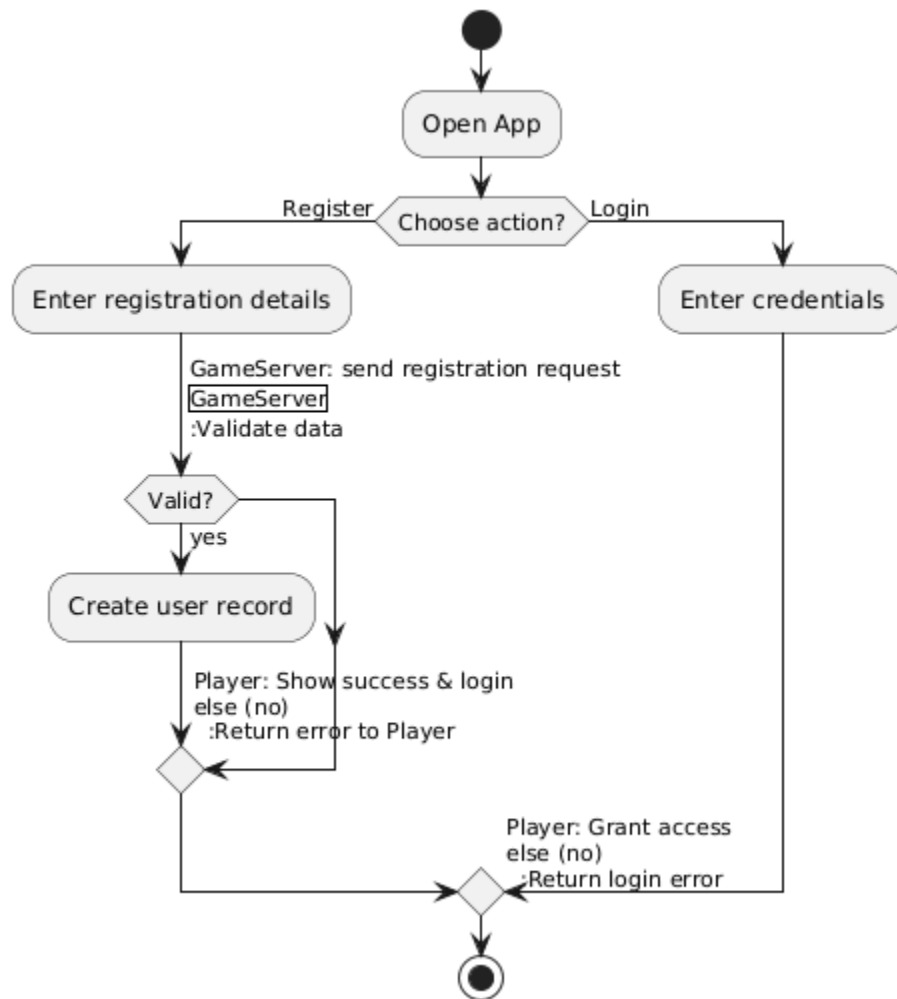 Open App
Register
Choose action?
Login
Enter registration details
Enter credentials
GameServer: send registration request
GameServer
:Validate data
Valid?
yes
Create user record
Player: Show success & login
else (no)
:Return error to Player
Player: Grant access
else (no)
:Return login error